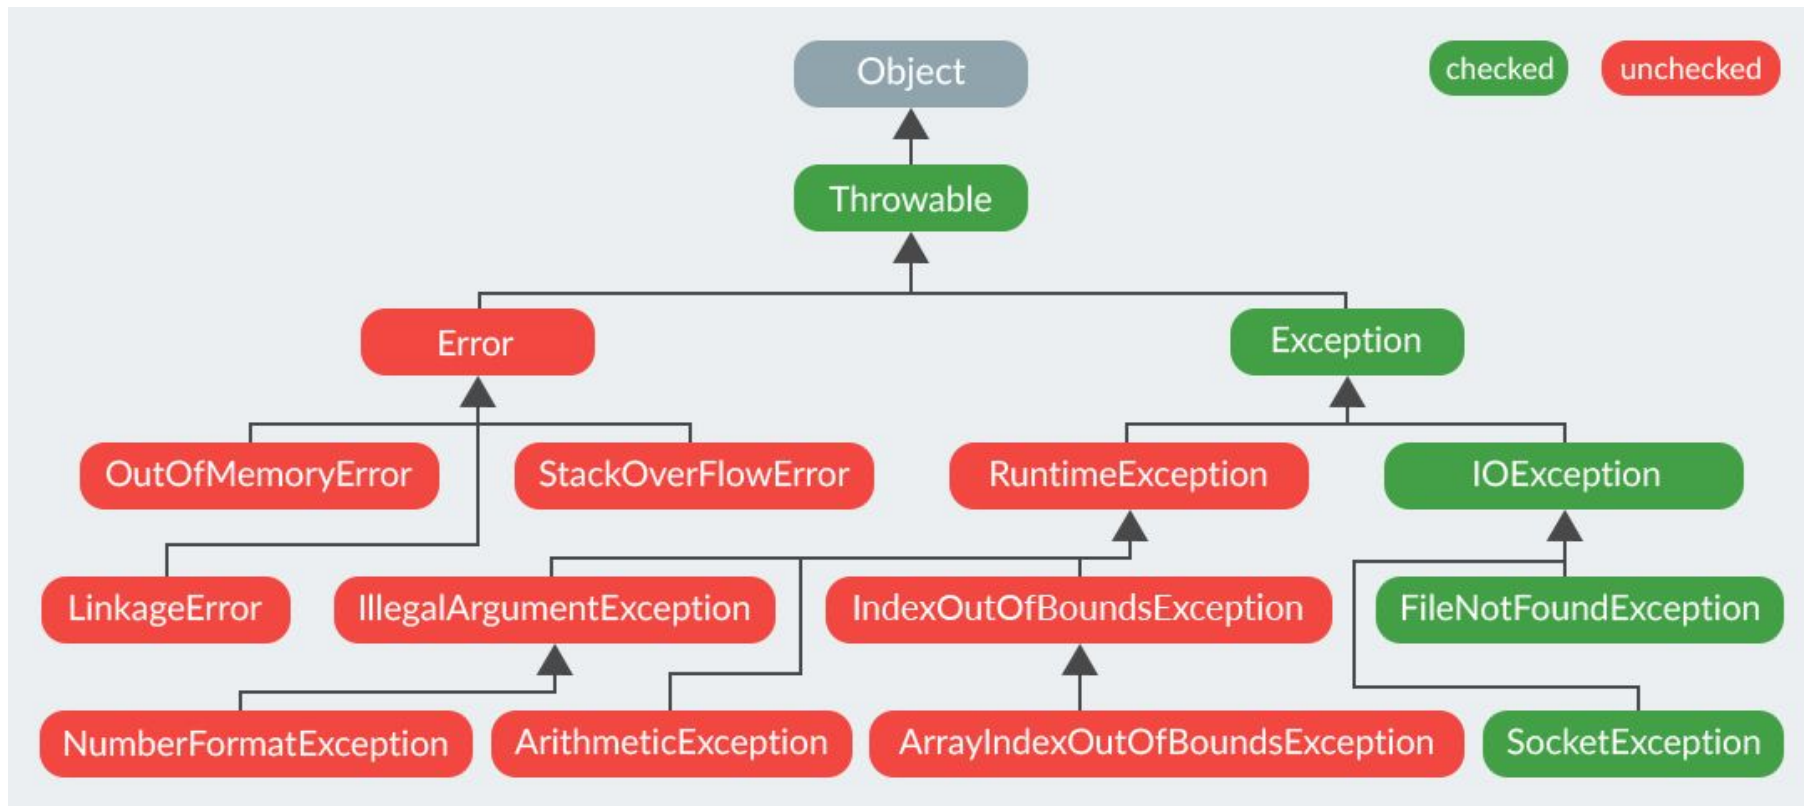 Object
checked
unchecked
Throwable
Error
Exception
OutOfMemoryError
StackOverFlowError
RuntimeException
IOException
LinkageError
IllegalArgumentException
IndexOutOfBoundsException
FileNotFoundException
NumberFormatException
ArithmeticException
ArrayIndexOutOfBoundsException
SocketException